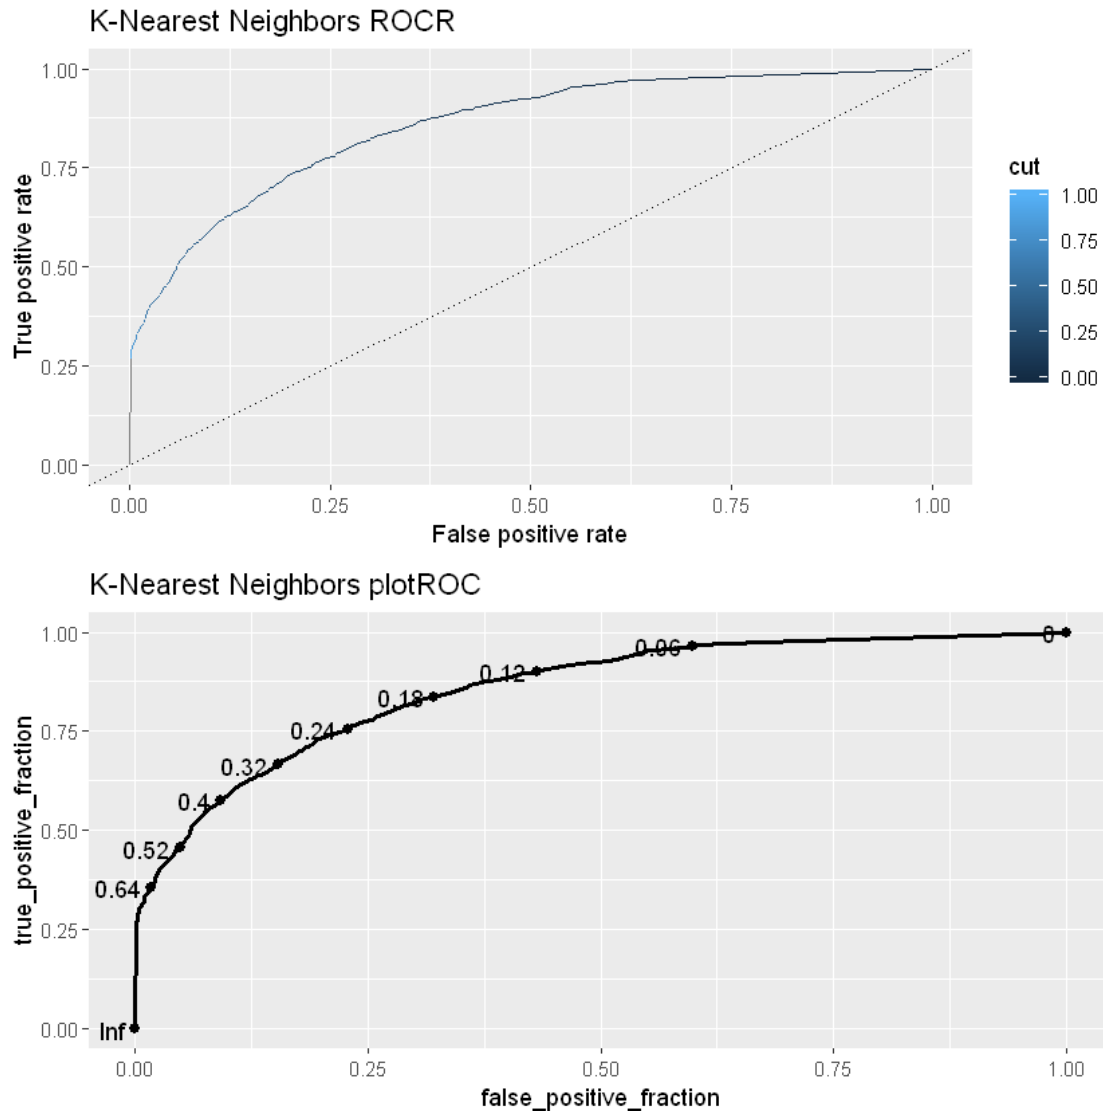 K-Nearest Neighbors ROCR
True positive rate
1.00
0.75
0.50
0.25
0.00
0.00 0.25 0.50 0.75 1.00
False positive rate
cut
1.00
0.75
0.50
0.25
0.00
K-Nearest Neighbors plotROC
true_positive_fraction
1.00
0.75
0.50
0.25
0.00
0
0.06
0.12
0.18
0.24
0.32
0.4
0.52
0.64
Inf
0.00 0.25 0.50 0.75 1.00
false_positive_fraction